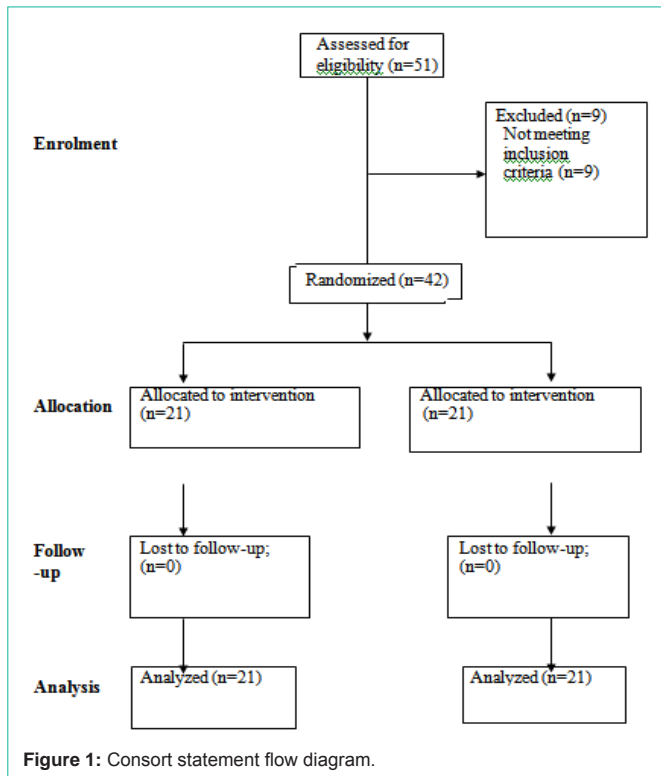 Assessed for
eligibility (n=51)
Excluded (n=9)
Not meeting
inclusion
criteria (n=9)
Enrolment
Randomized (n=42)
Allocation
Allocated to intervention
(n=21)
Allocated to intervention
(n=21)
Follow
-up
Lost to follow-up;
(n=0)
Lost to follow-up;
(n=0)
Analysis
Analyzed (n=21)
Analyzed (n=21)
Figure 1: Consort statement flow diagram.